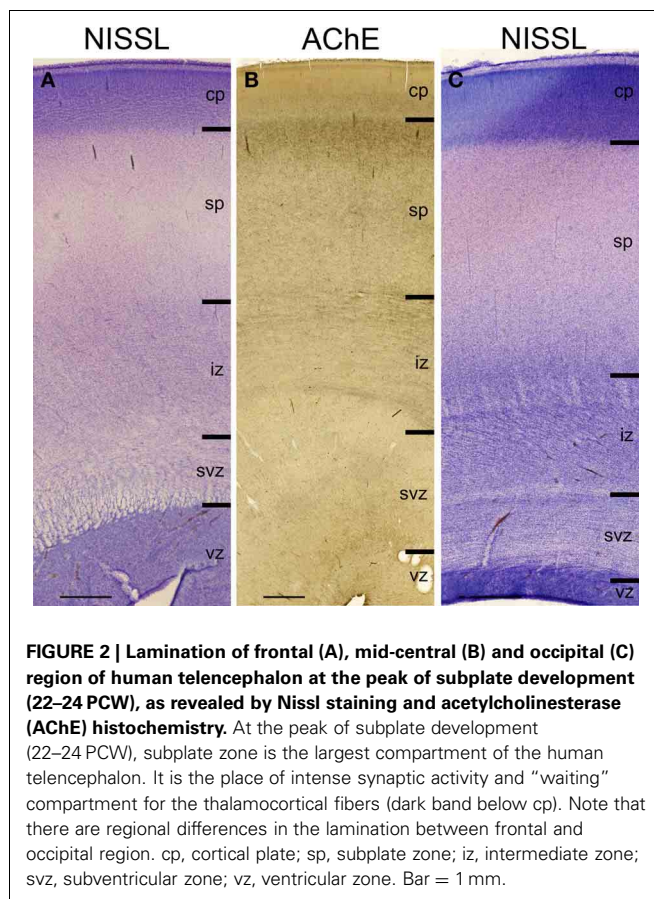 NISSL AChE NISSL
A B C
cp cp cp
sp sp sp
iz iz iz
svz svz svz
vz vz vz
FIGURE 2 | Lamination of frontal (A), mid-central (B) and occipital (C)
region of human telencephalon at the peak of subplate development
(22–24 PCW), as revealed by Nissl staining and acetylcholinesterase
(AChE) histochemistry. At the peak of subplate development
(22–24 PCW), subplate zone is the largest compartment of the human
telencephalon. It is the place of intense synaptic activity and “waiting”
compartment for the thalamocortical fibers (dark band below cp). Note that
there are regional differences in the lamination between frontal and
occipital region. cp, cortical plate; sp, subplate zone; iz, intermediate zone;
svz, subventricular zone; vz, ventricular zone. Bar = 1 mm.